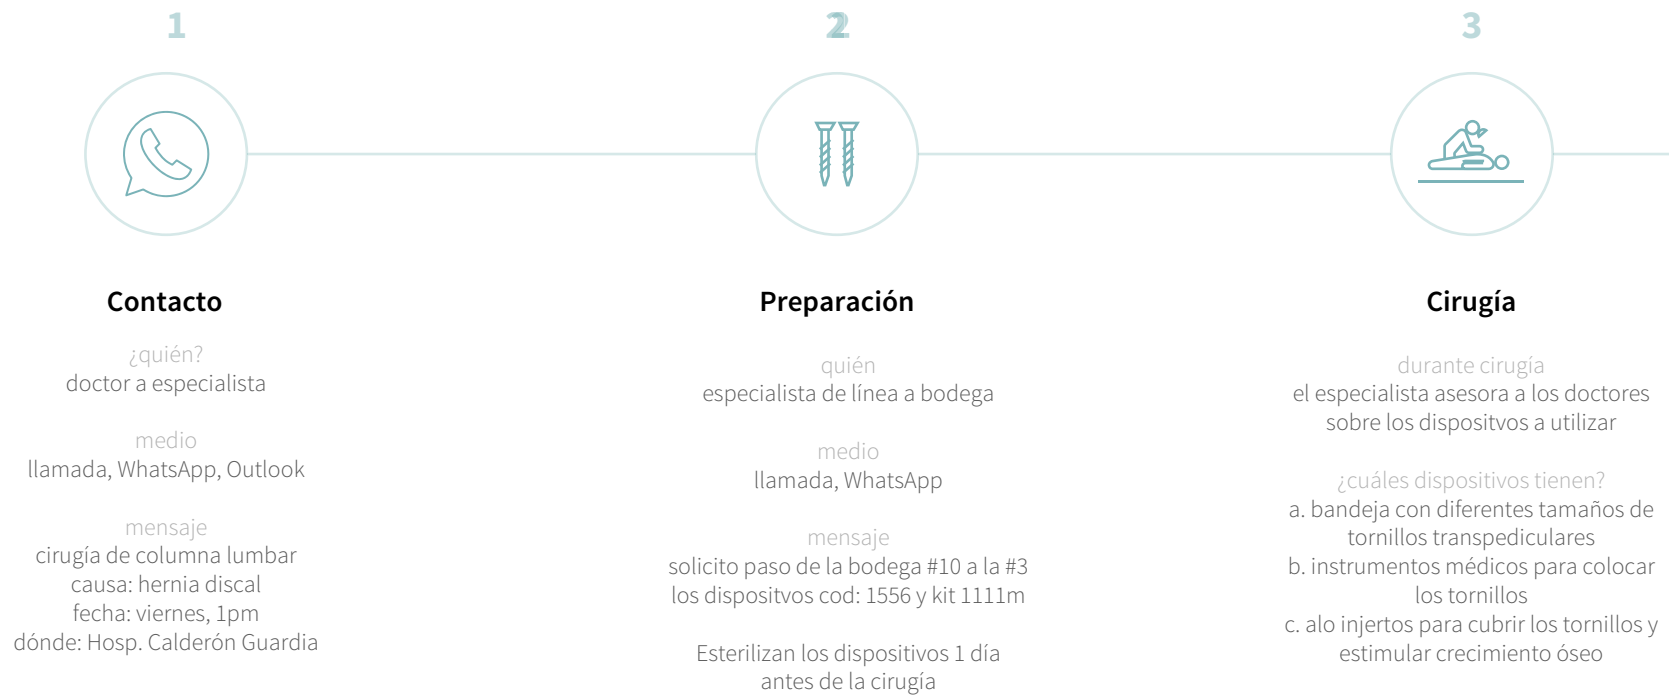 1
Contacto
¿quién?
doctor a especialista
medio
llamada, WhatsApp, Outlook
mensaje
cirugía de columna lumbar
causa: hernia discal
fecha: viernes, 1pm
dónde: Hosp. Calderón Guardia
2
Preparación
quién
especialista de línea a bodega
medio
llamada, WhatsApp
mensaje
solicito paso de la bodega #10 a la #3
los dispositvos cod: 1556 y kit 1111m
Esterilizan los dispositivos 1 día
antes de la cirugía
3
Cirugía
durante cirugía
el especialista asesora a los doctores
sobre los dispositvos a utilizar
¿cuáles dispositivos tienen?
a. bandeja con diferentes tamaños de
tornillos transpediculares
b. instrumentos médicos para colocar
los tornillos
c. alo injertos para cubrir los tornillos y
estimular crecimiento óseo